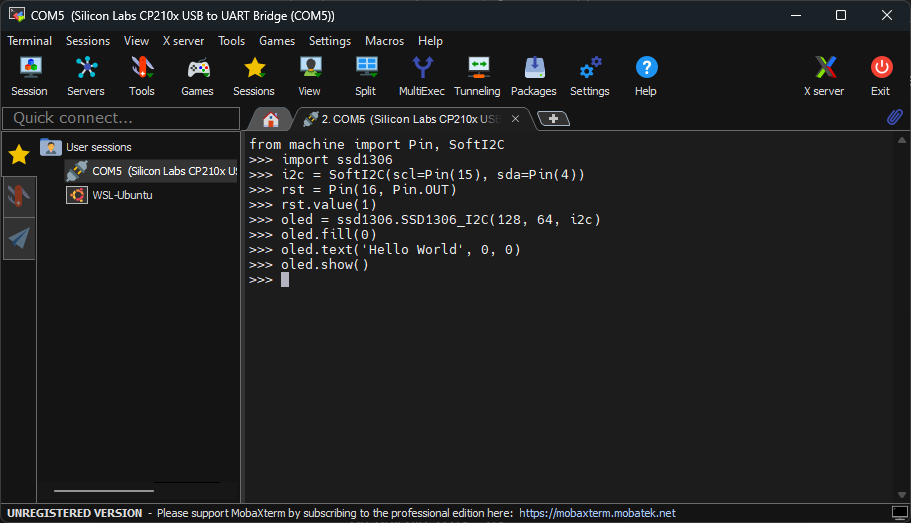 COM5 (Silicon Labs CP210x USB to UART Bridge (COM5))
Terminal Sessions View X server Tools Games Settings Macros Help
Session Servers Tools Games Sessions View Split MultiExec Tunneling Packages Settings Help X server Exit
Quick connect...
2. COM5 (Silicon Labs CP210x USB
User sessions
COM5 (Silicon Labs CP210x US
WSL-Ubuntu
from machine import Pin, SoftI2C
>>> import ssd1306
>>> i2c = SoftI2C(scl=Pin(15), sda=Pin(4))
>>> rst = Pin(16, Pin.OUT)
>>> rst.value(1)
>>> oled = ssd1306.SSD1306_I2C(128, 64, i2c)
>>> oled.fill(0)
>>> oled.text('Hello World', 0, 0)
>>> oled.show()
>>>
UNREGISTERED VERSION - Please support MobaXterm by subscribing to the professional edition here: https://mobaxterm.mobatek.net